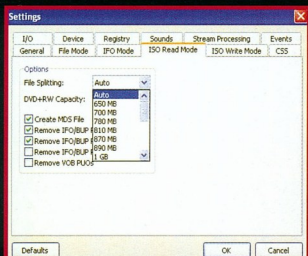 Settings
I/O Device Registry Sounds Stream Processing Events
General File Mode IFO Mode ISO Read Mode ISO Write Mode CSS
Options
File Splitting: Auto
DVD+RW Capacity:
Auto
650 MB
700 MB
780 MB
810 MB
870 MB
890 MB
1 GB
Create MDS File
Remove IFO/BUP
Remove IFO/BUP
Remove IFO/BUP
Remove VOB PUOs
Defaults OK Cancel